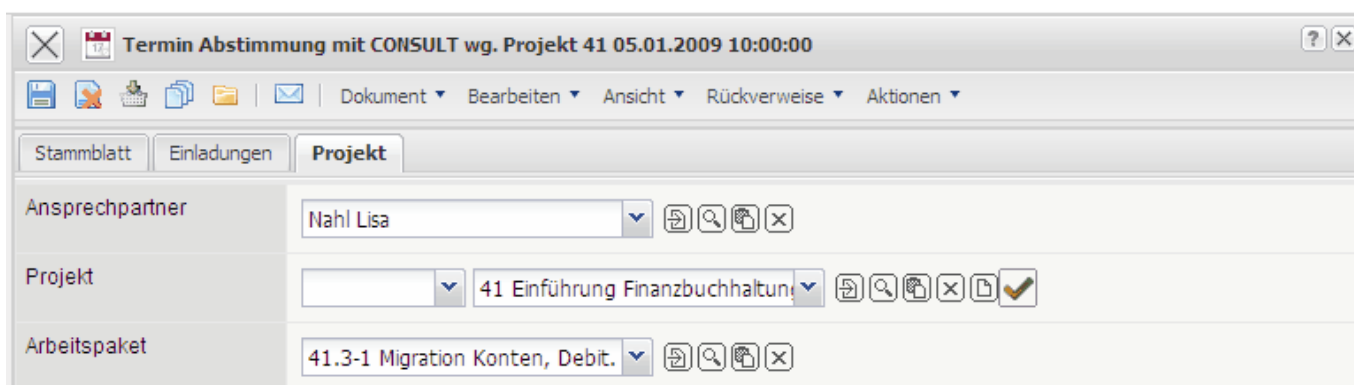 Termin Abstimmung mit CONSULT wg. Projekt 41 05.01.2009 10:00:00
Dokument Bearbeiten Ansicht Rückverweise Aktionen
Stammblatt Einladungen Projekt
Ansprechpartner Nahl Lisa
Projekt 41 Einführung Finanzbuchhaltung
Arbeitspaket 41.3-1 Migration Konten, Debit.